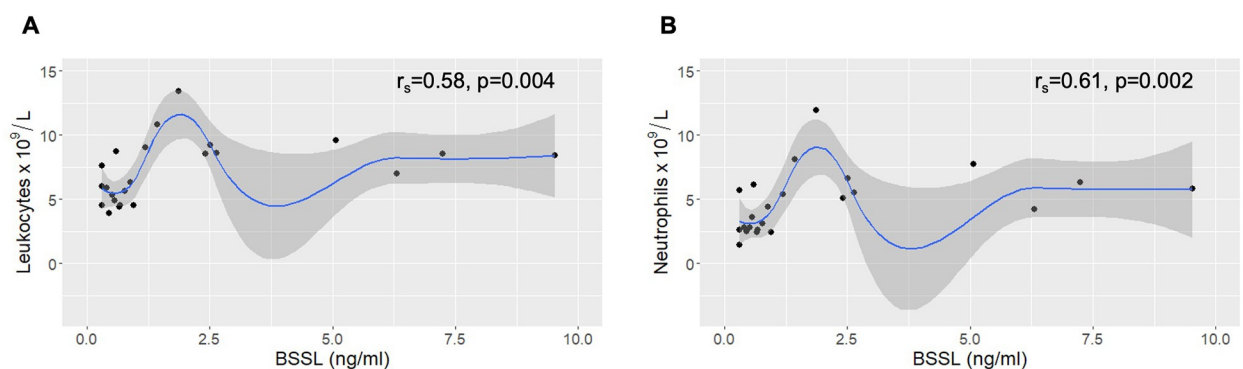 A
B
rs=0.58, p=0.004
rs=0.61, p=0.002
Leukocytes x 10⁹/ L
15
10
5
0
0.0 2.5 5.0 7.5 10.0
BSSL (ng/ml)
Neutrophils x 10⁹/ L
15
10
5
0
0.0 2.5 5.0 7.5 10.0
BSSL (ng/ml)